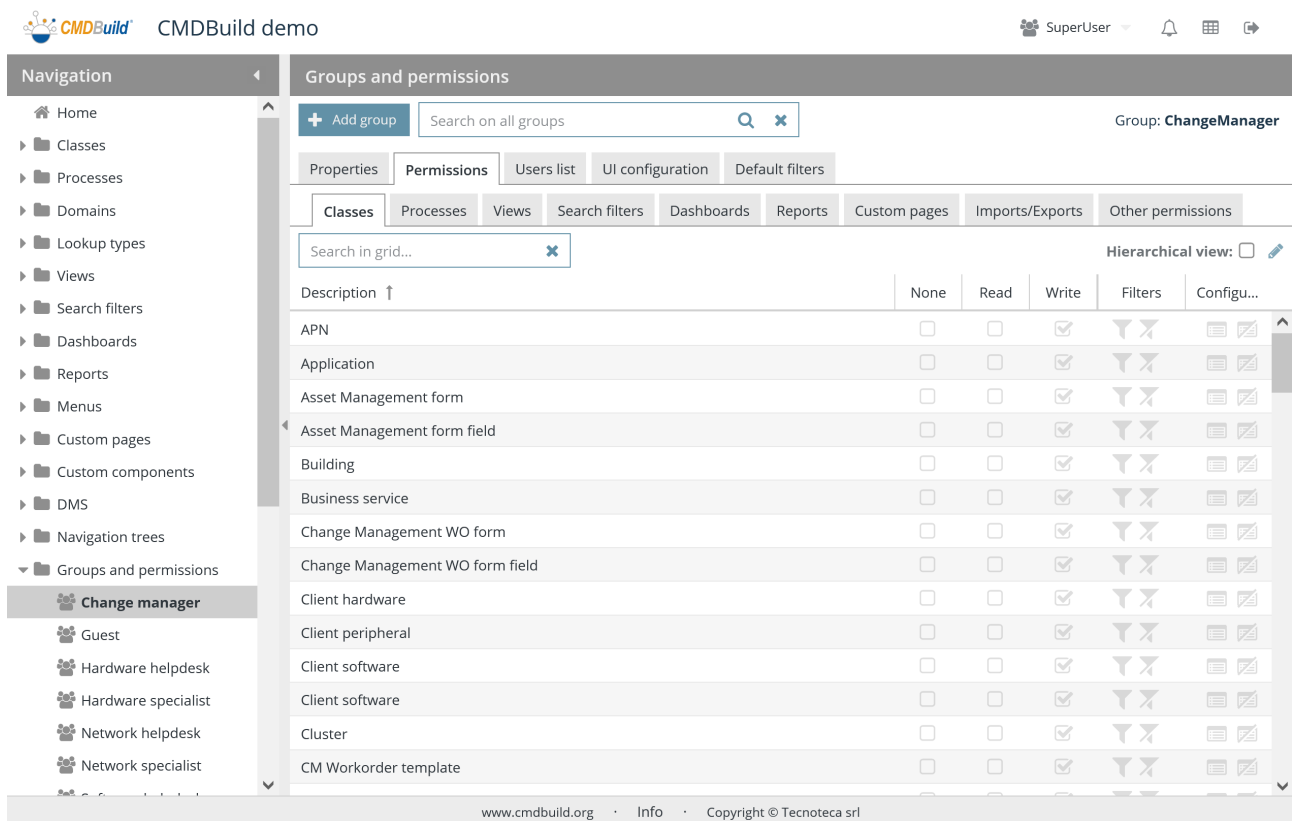 CMDBuild CMDBuild demo SuperUser
Navigation
Home
Classes
Processes
Domains
Lookup types
Views
Search filters
Dashboards
Reports
Menus
Custom pages
Custom components
DMS
Navigation trees
Groups and permissions
Change manager
Guest
Hardware helpdesk
Hardware specialist
Network helpdesk
Network specialist
Groups and permissions
Add group Search on all groups Group: ChangeManager
Properties Permissions Users list UI configuration Default filters
Classes Processes Views Search filters Dashboards Reports Custom pages Imports/Exports Other permissions
Search in grid... Hierarchical view:
Description None Read Write Filters Configu...
APN
Application
Asset Management form
Asset Management form field
Building
Business service
Change Management WO form
Change Management WO form field
Client hardware
Client peripheral
Client software
Client software
Cluster
CM Workorder template
www.cmdbuild.org · Info · Copyright © Tecnoteca srl